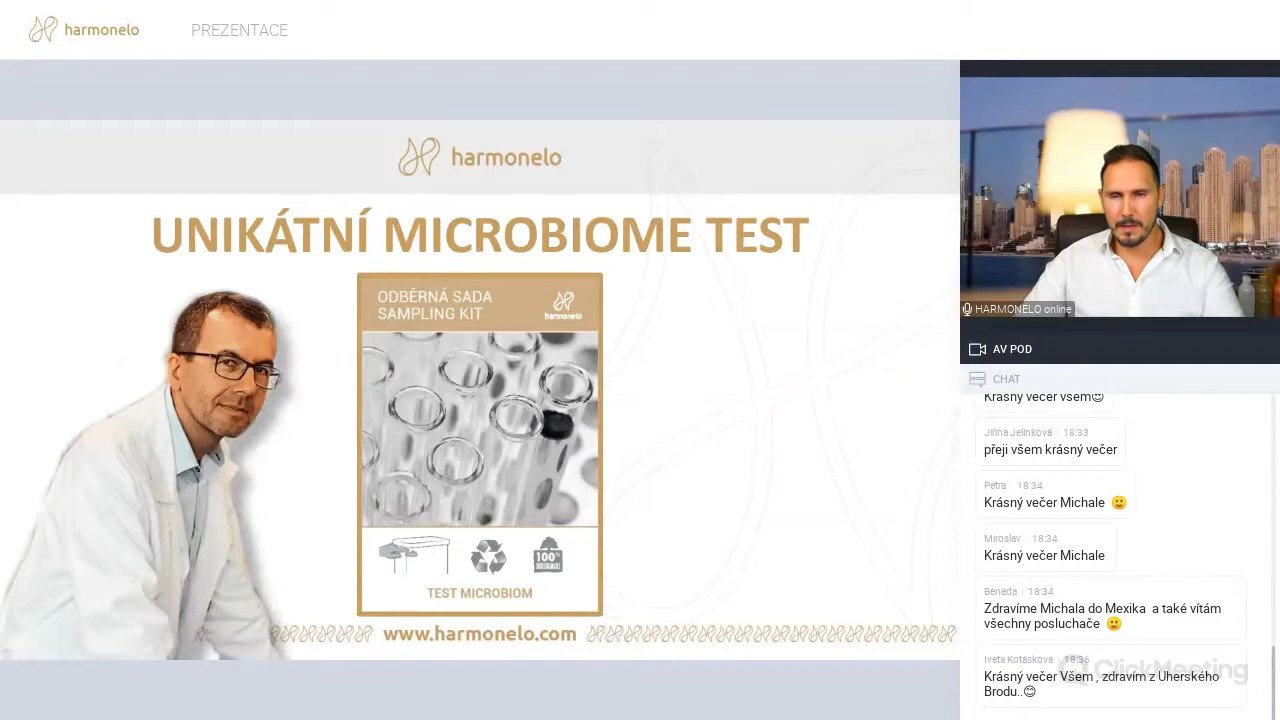 harmonelo
PREZENTACE
harmonelo
UNIKÁTNÍ MICROBIOME TEST
ODBĚRNÁ SADA
SAMPLING KIT
harmonelo
100%
BIODEGRADABLE
TEST MICROBIOM
www.harmonelo.com
HARMONELO online
AV POD
CHAT
Krásný večer všem😊
Jiřina Jelínková 18:33
přeji všem krásný večer
Petra 18:34
Krásný večer Michale 🙂
Miroslav 18:34
Krásný večer Michale
Beneda 18:34
Zdravíme Michala do Mexika a také vítám
všechny posluchače 🙂
Iveta Kotásková 18:36
Krásný večer Všem , zdravím z Uherského
Brodu..😊
ClickMeeting